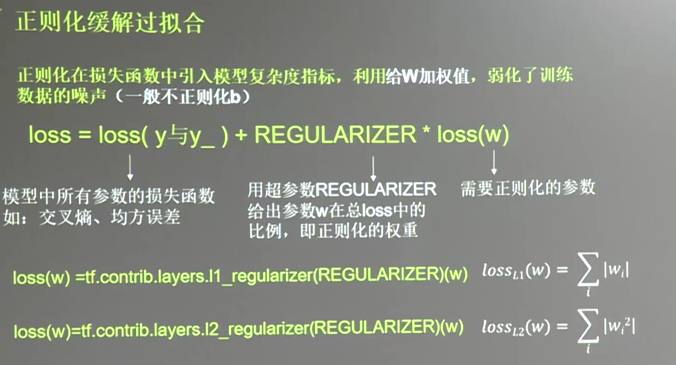 正则化缓解过拟合
正则化在损失函数中引入模型复杂度指标，利用给W加权值，弱化了训练
数据的噪声（一般不正则化b）
loss = loss( y与y_ ) + REGULARIZER * loss(w)
模型中所有参数的损失函数
如：交叉熵、均方误差
用超参数REGULARIZER
给出参数w在总loss中的
比例，即正则化的权重
需要正则化的参数
loss(w) =tf.contrib.layers.l1_regularizer(REGULARIZER)(w) loss_{L1}(w) = ∑_i |w_i|
loss(w)=tf.contrib.layers.l2_regularizer(REGULARIZER)(w) loss_{L2}(w) = ∑_i |w_i²|